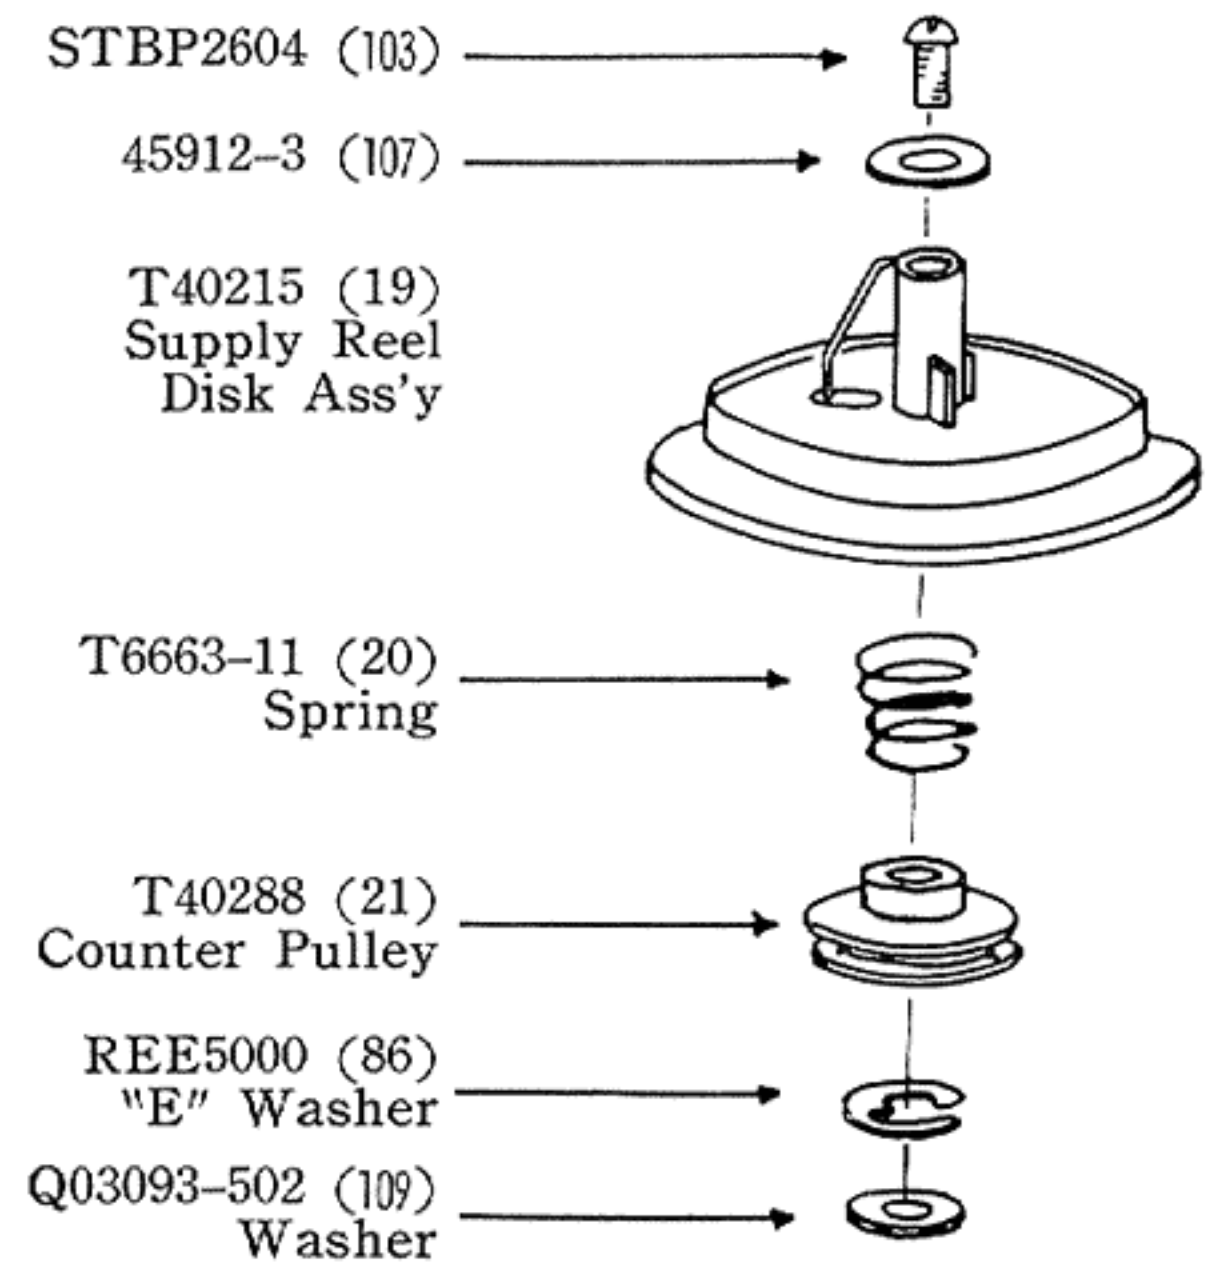 STBP2604 (103)
45912-3 (107)
T40215 (19)
Supply Reel
Disk Ass'y
T6663-11 (20)
Spring
T40288 (21)
Counter Pulley
REE5000 (86)
"E" Washer
Q03093-502 (109)
Washer